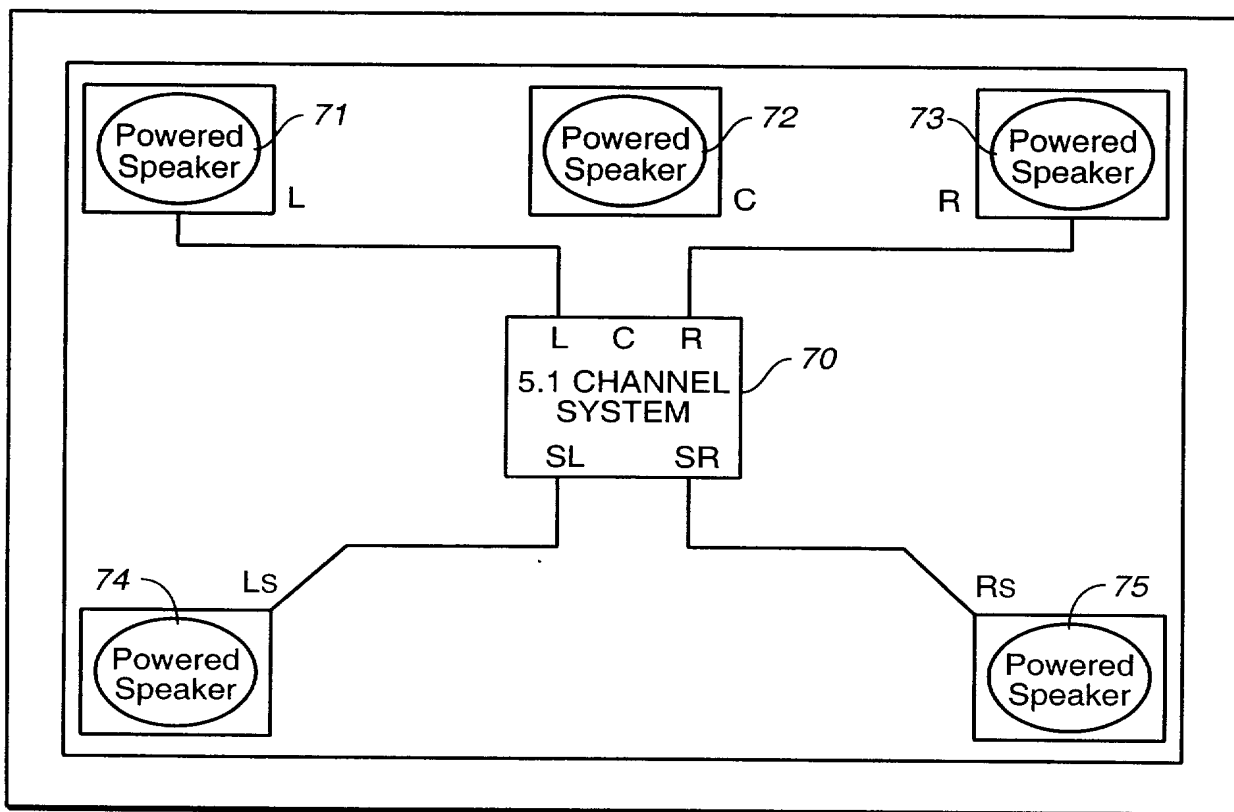 Powered
Speaker
71
L
Powered
Speaker
72
C
73
Powered
Speaker
R
L C R
5.1 CHANNEL
SYSTEM
SL SR
70
74
Ls
Powered
Speaker
Rs
75
Powered
Speaker